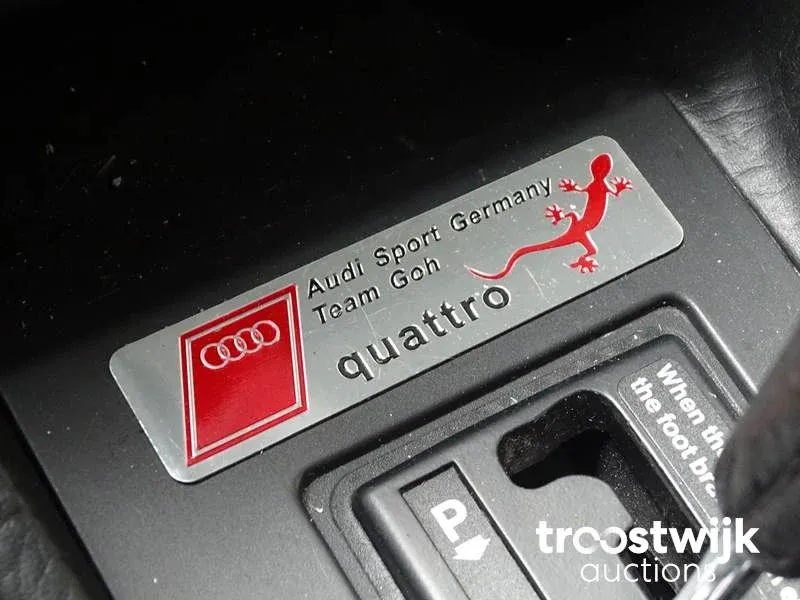 Audi Sport Germany
Team Goh
quattro
When the
the foot bra
P
troostwijk
auctions